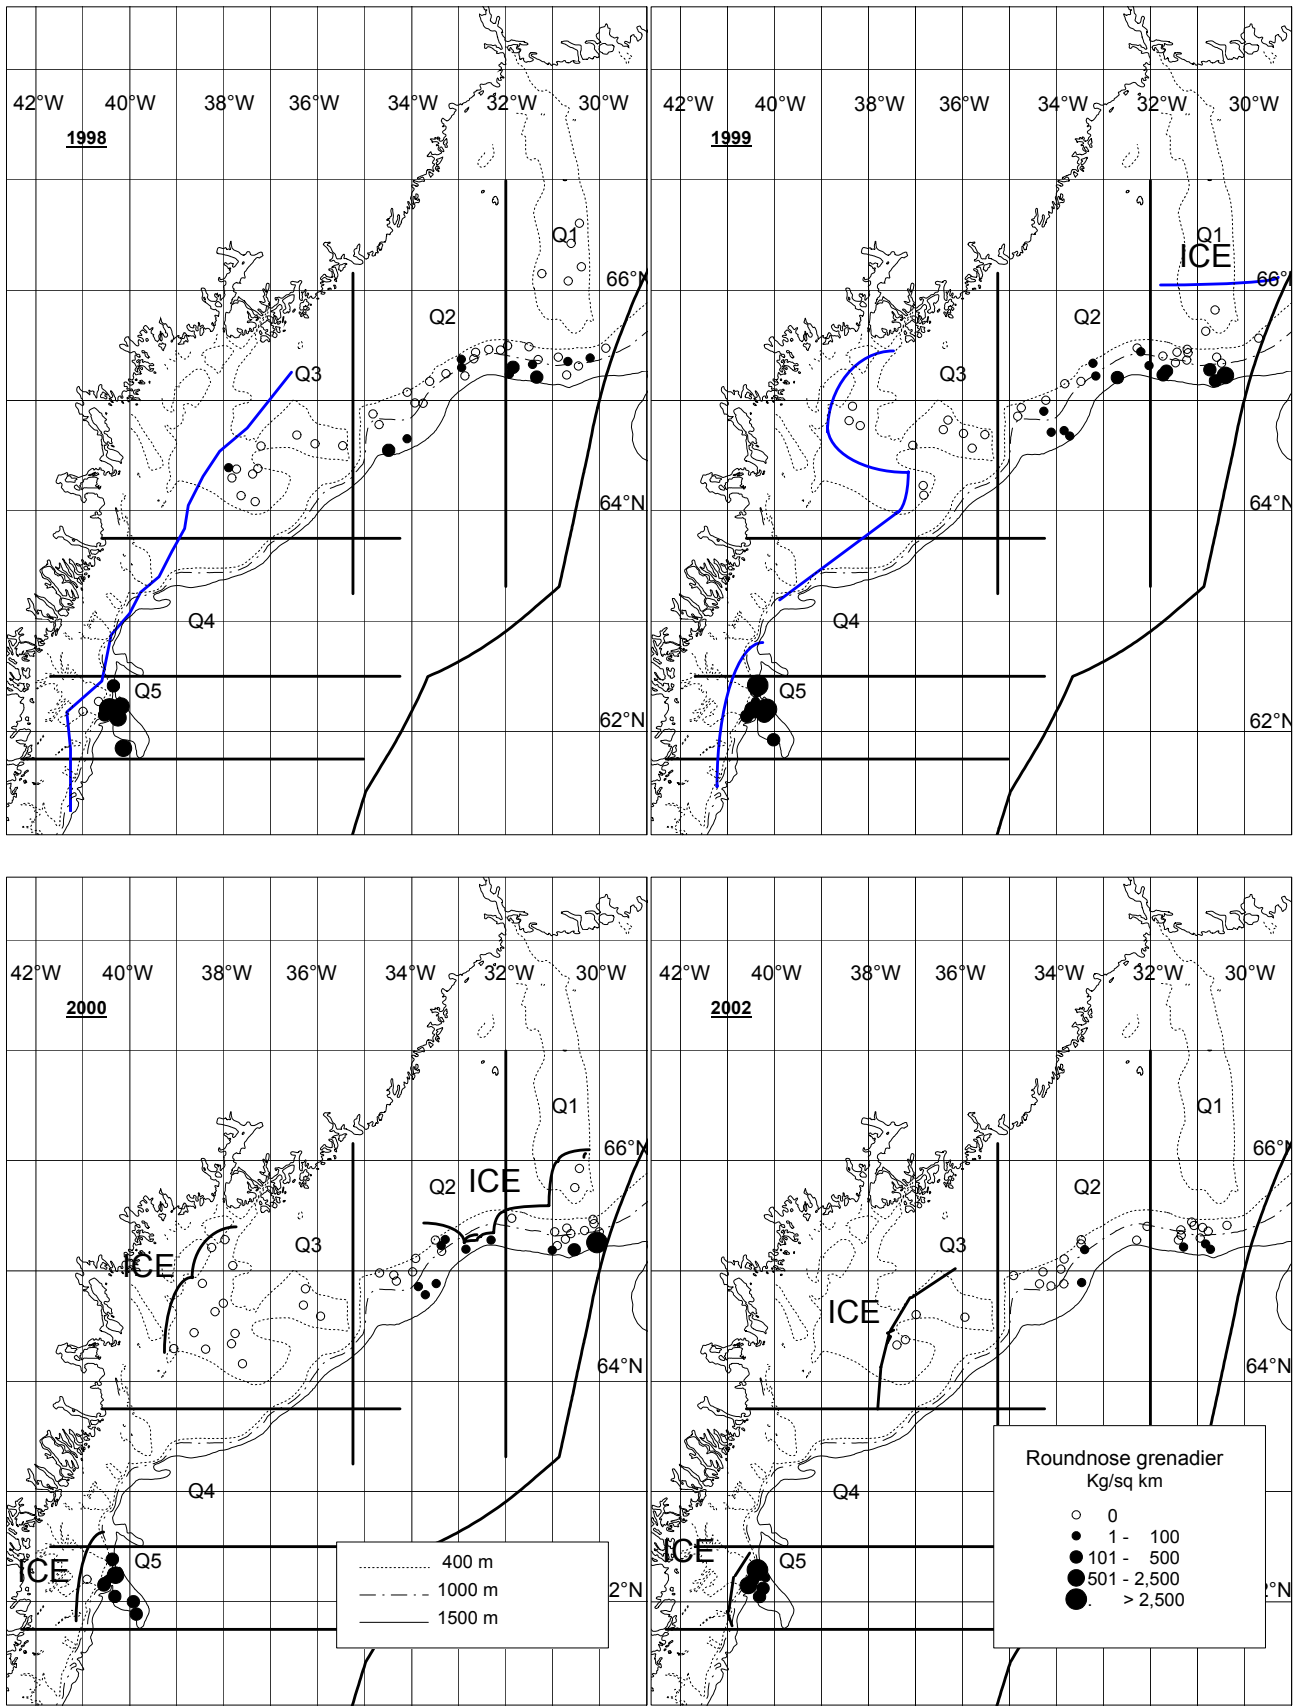 42°W 40°W 38°W 36°W 34°W 32°W 30°W
1998
Q1
66°N
Q2
Q3
64°N
Q4
Q5
62°N
42°W 40°W 38°W 36°W 34°W 32°W 30°W
1999
Q1
ICE
66°N
Q2
Q3
64°N
Q4
Q5
62°N
42°W 40°W 38°W 36°W 34°W 32°W 30°W
2000
Q1
66°N
Q2 ICE
Q3
ICE
64°N
Q4
Q5
ICE
2°N
400 m
1000 m
1500 m
42°W 40°W 38°W 36°W 34°W 32°W 30°W
2002
Q1
66°N
Q2
Q3
ICE
64°N
Q4
ICE
Q5
2°N
Roundnose grenadier
Kg/sq km
0
1 - 100
101 - 500
501 - 2,500
. > 2,500